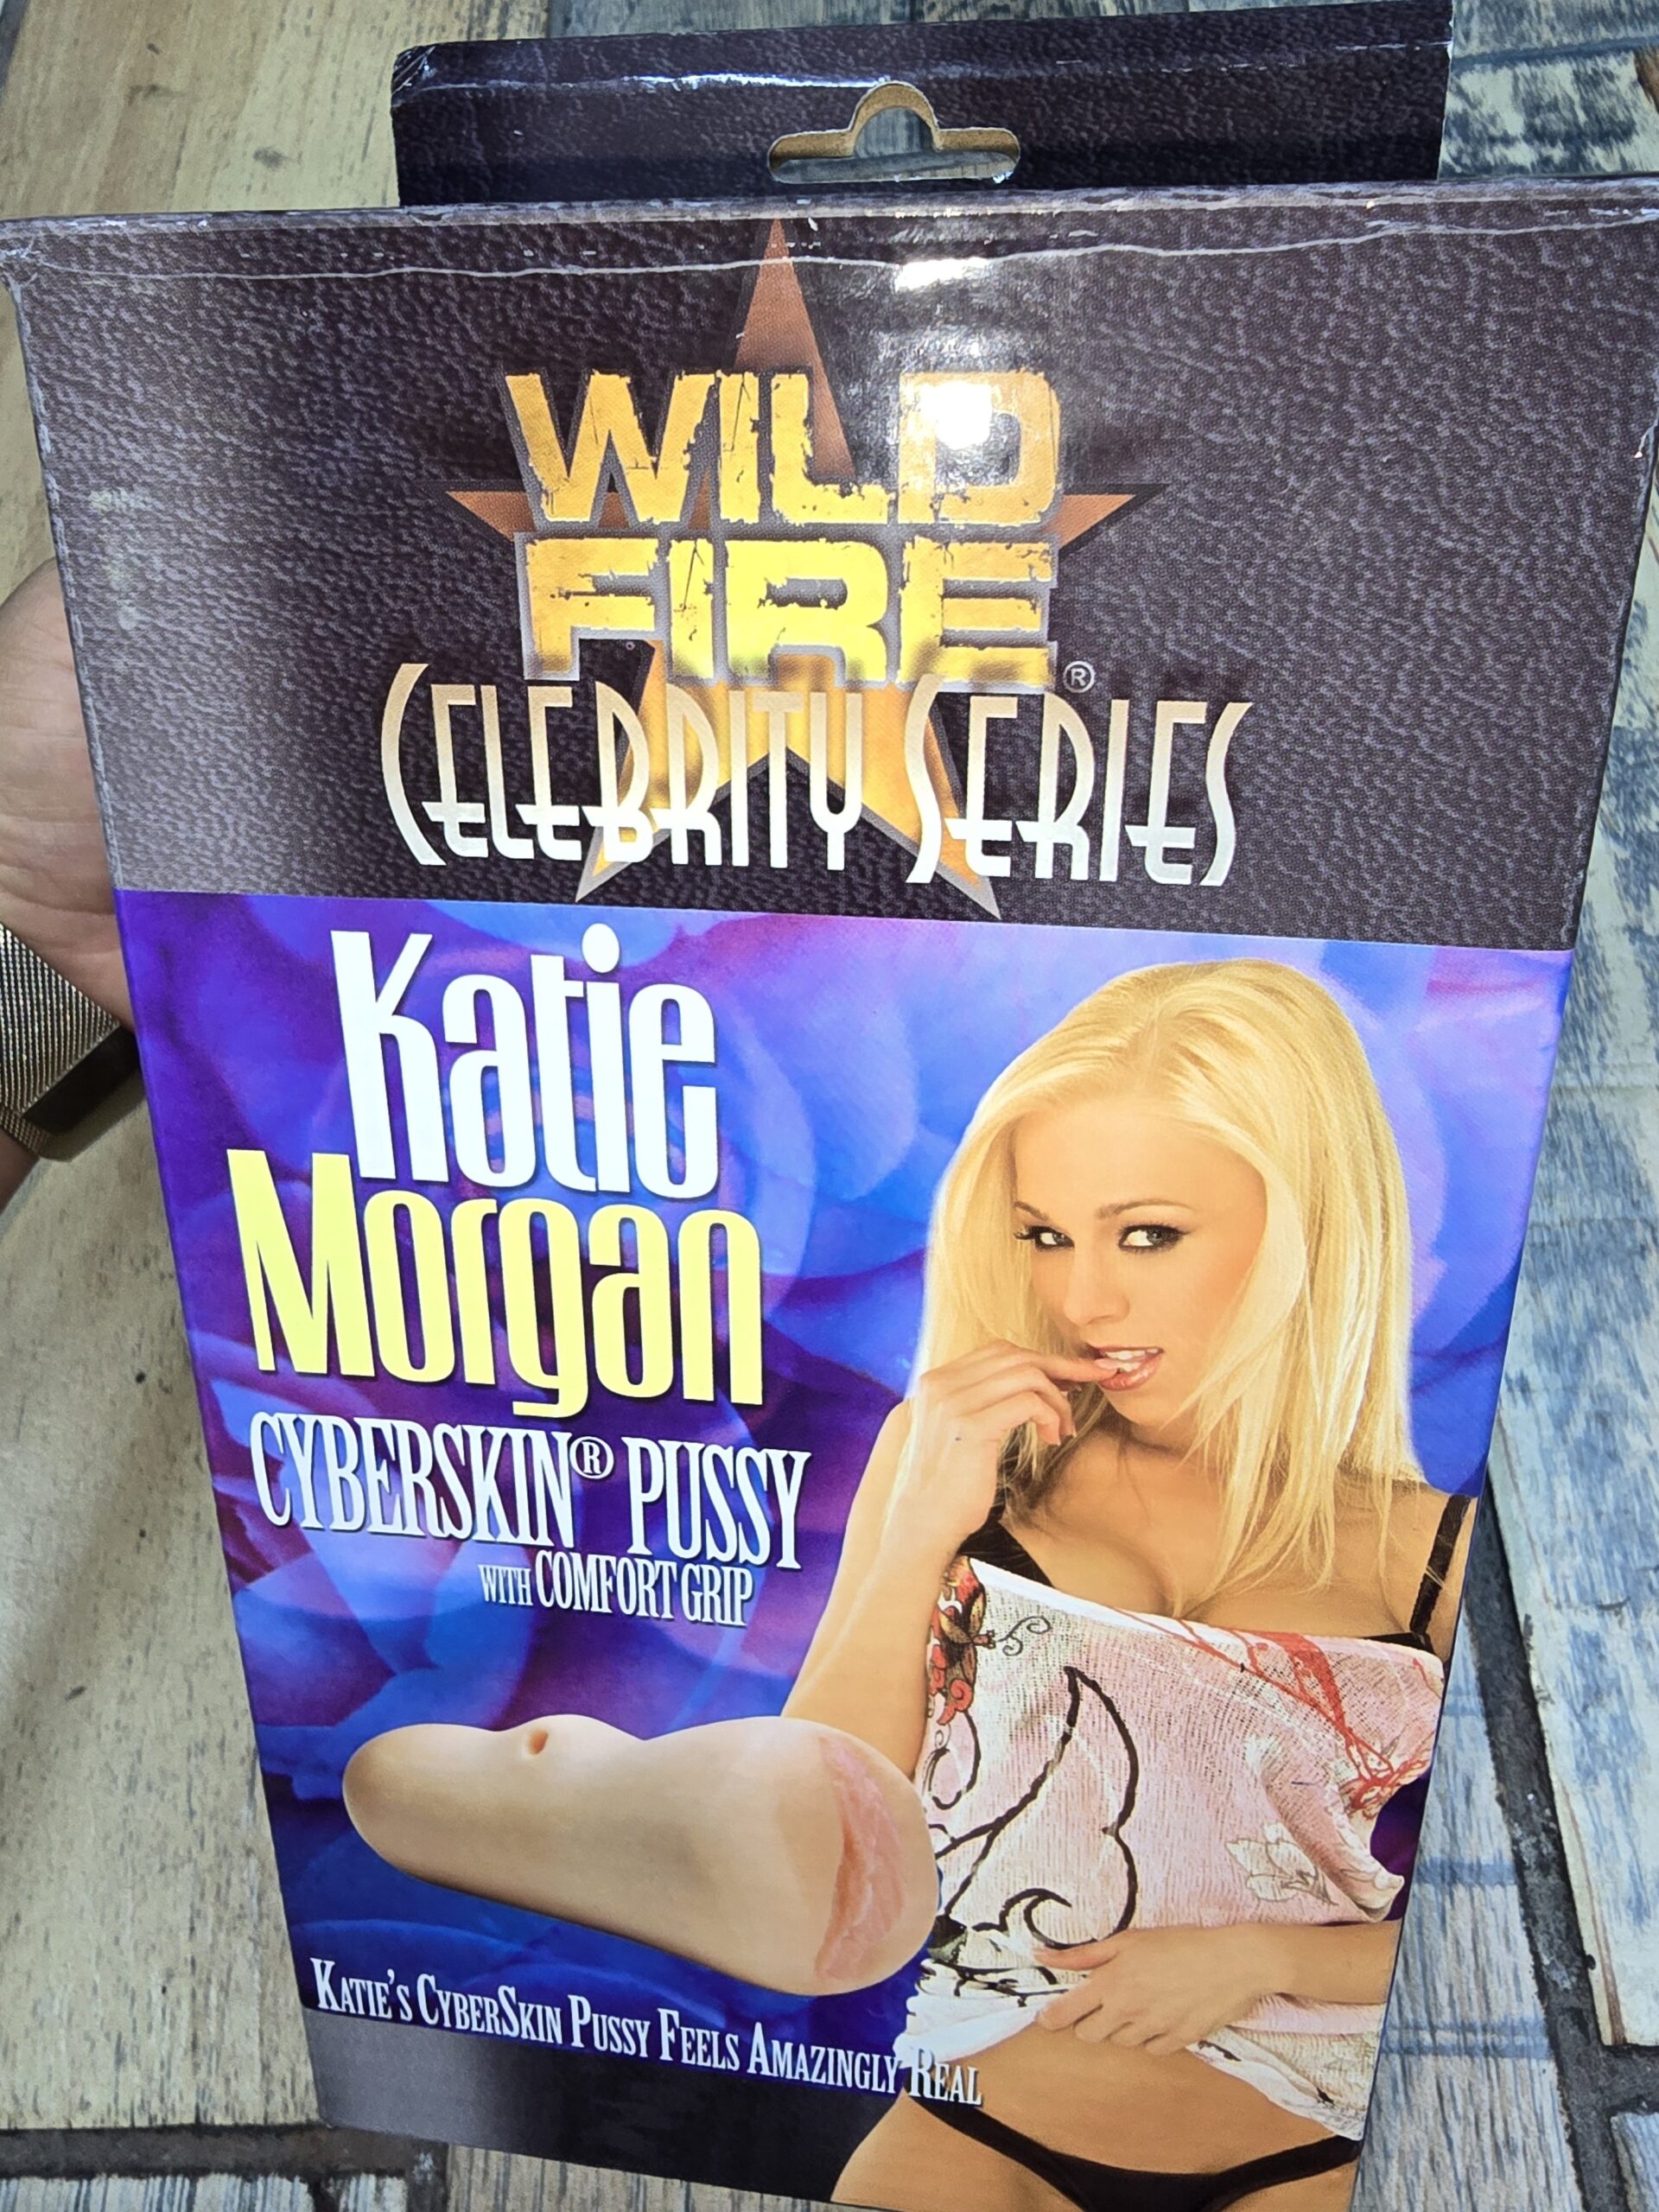 WILD
FIRE®
CELEBRITY SERIES
Katie
Morgan
CYBERSKIN® PUSSY
WITH COMFORT GRIP
KATIE'S CYBERSKIN PUSSY FEELS AMAZINGLY REAL